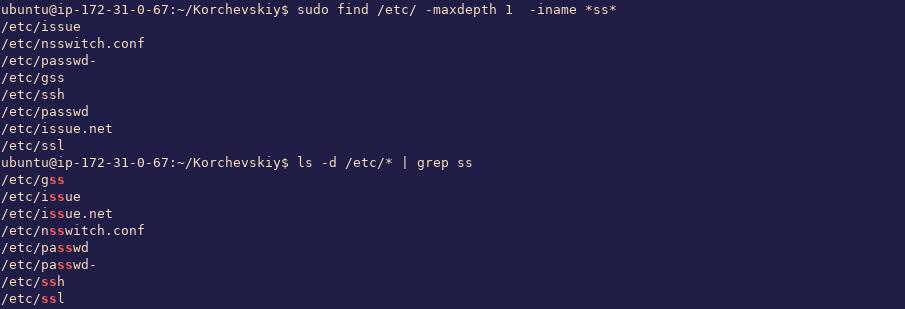 ubuntu@ip-172-31-0-67:~/Korchevskiy$ sudo find /etc/ -maxdepth 1  -iname *ss*
/etc/issue
/etc/nsswitch.conf
/etc/passwd-
/etc/gss
/etc/ssh
/etc/passwd
/etc/issue.net
/etc/ssl
ubuntu@ip-172-31-0-67:~/Korchevskiy$ ls -d /etc/* | grep ss
/etc/gss
/etc/issue
/etc/issue.net
/etc/nsswitch.conf
/etc/passwd
/etc/passwd-
/etc/ssh
/etc/ssl